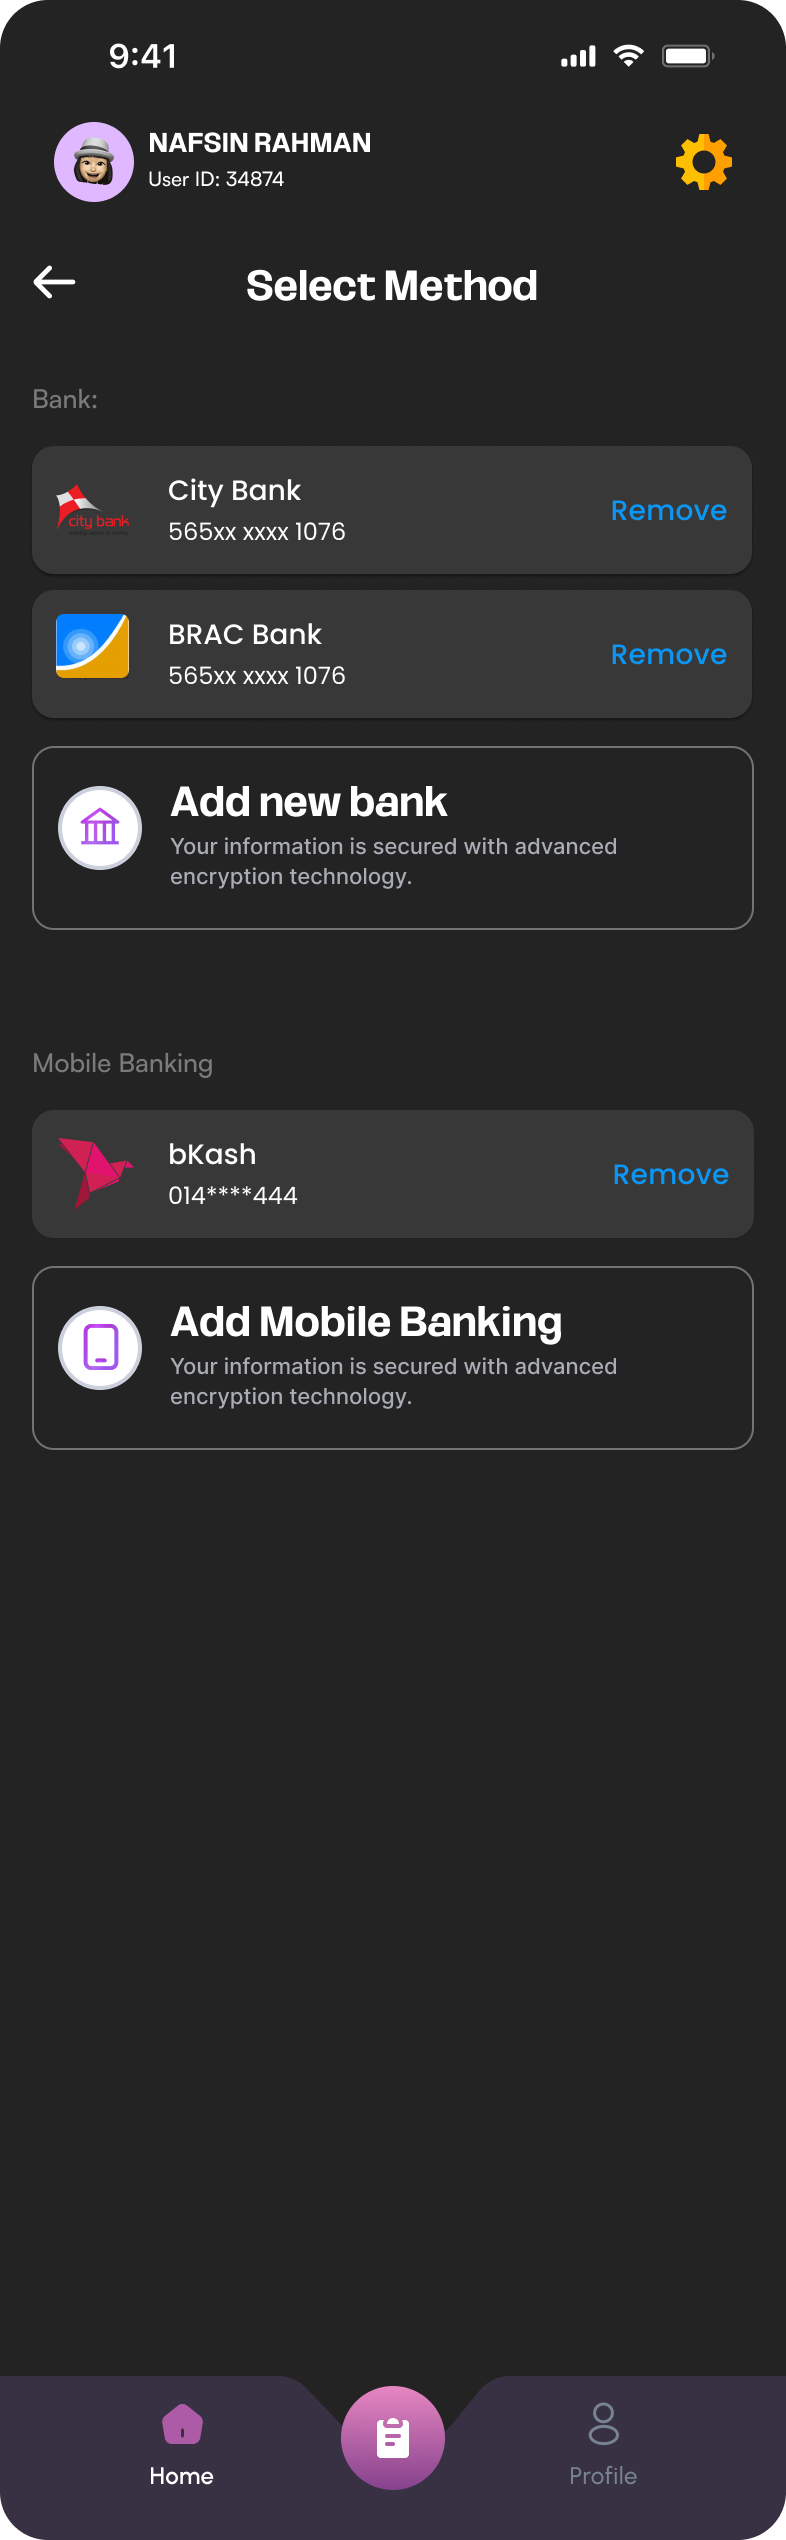 9:41
NAFSIN RAHMAN
User ID: 34874
Select Method
Bank:
city bank
City Bank
565xx xxxx 1076
Remove
BRAC Bank
565xx xxxx 1076
Remove
Add new bank
Your information is secured with advanced
encryption technology.
Mobile Banking
bKash
014****444
Remove
Add Mobile Banking
Your information is secured with advanced
encryption technology.
Home
Profile